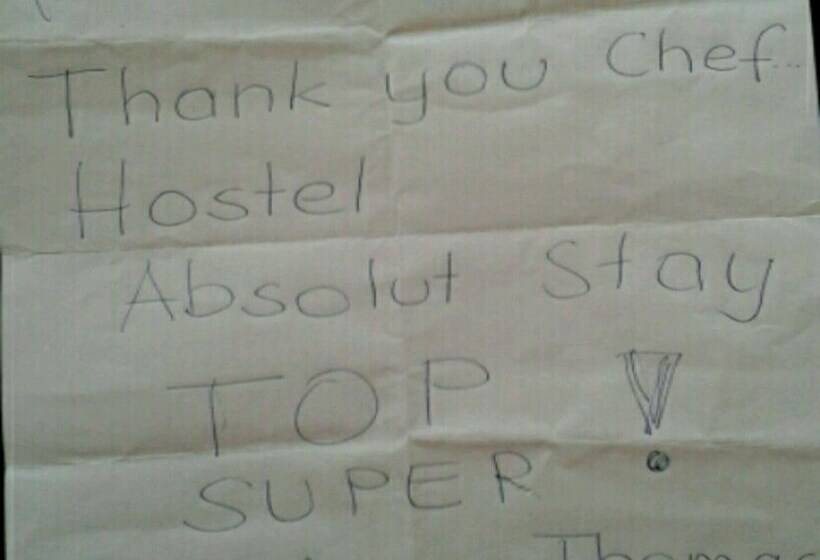 Thank you Chef...
Hostel
Absolut Stay
TOP !
SUPER